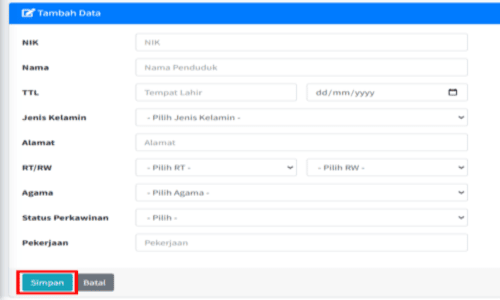 Tambah Data
NIK NIK
Nama Nama Penduduk
TTL Tempat Lahir dd/mm/yyyy
Jenis Kelamin - Pilih Jenis Kelamin -
Alamat Alamat
RT/RW - Pilih RT - - Pilih RW -
Agama - Pilih Agama -
Status Perkawinan - Pilih -
Pekerjaan Pekerjaan
Simpan Batal